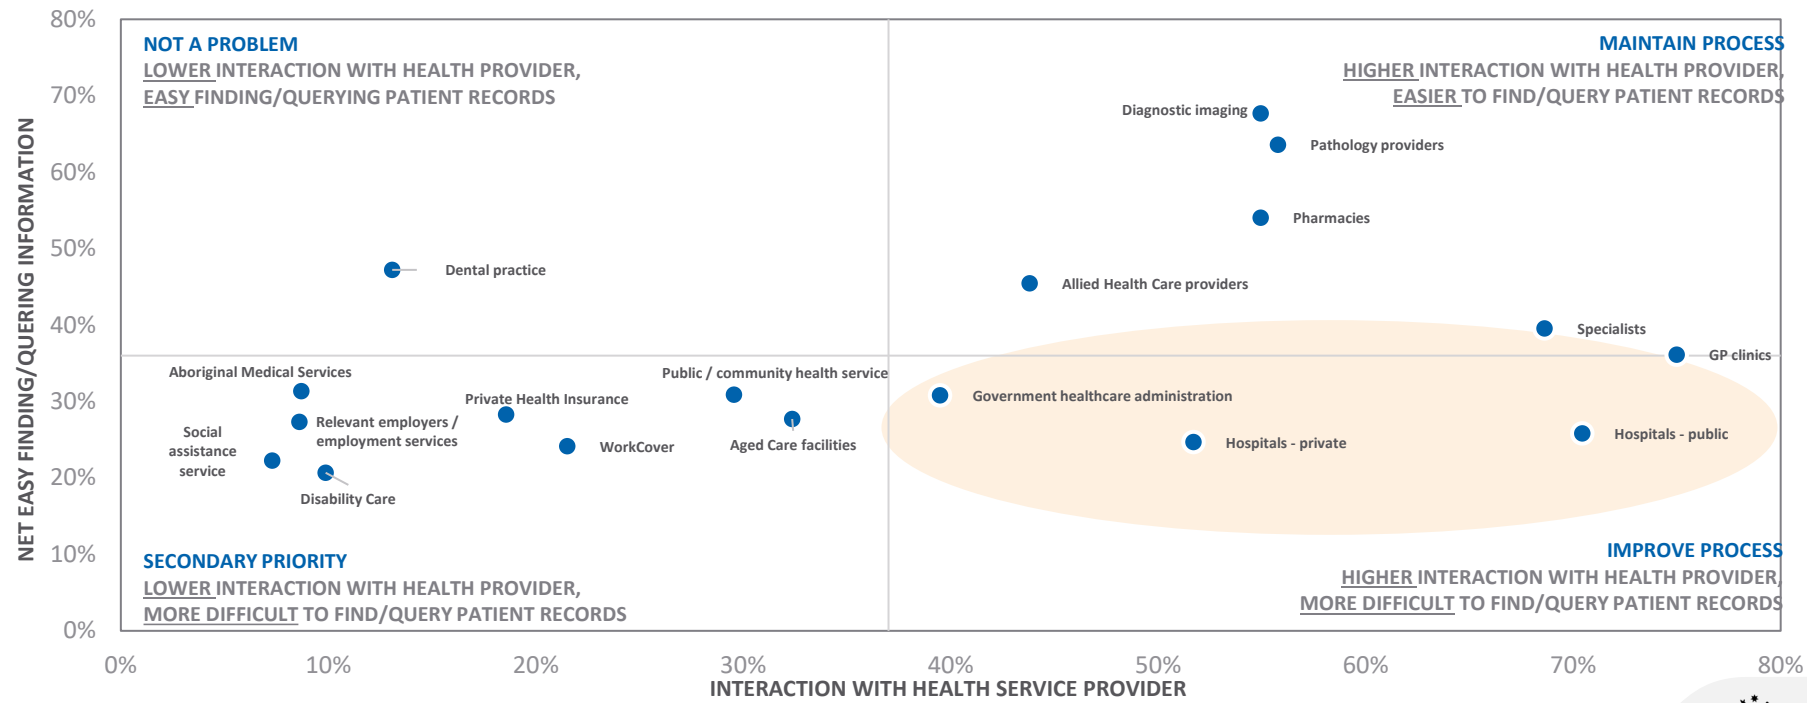 NOT A PROBLEM
LOWER INTERACTION WITH HEALTH PROVIDER,
EASY FINDING/QUERYING PATIENT RECORDS
MAINTAIN PROCESS
HIGHER INTERACTION WITH HEALTH PROVIDER,
EASIER TO FIND/QUERY PATIENT RECORDS
NET EASY FINDING/QUERING INFORMATION
80%
70%
60%
50%
40%
30%
20%
10%
0%
Diagnostic imaging
Pathology providers
Pharmacies
Dental practice
Allied Health Care providers
Specialists
GP clinics
Aboriginal Medical Services
Public / community health service
Private Health Insurance
Government healthcare administration
Relevant employers /
employment services
Social
assistance
service
WorkCover
Aged Care facilities
Hospitals - private
Hospitals - public
Disability Care
SECONDARY PRIORITY
LOWER INTERACTION WITH HEALTH PROVIDER,
MORE DIFFICULT TO FIND/QUERY PATIENT RECORDS
IMPROVE PROCESS
HIGHER INTERACTION WITH HEALTH PROVIDER,
MORE DIFFICULT TO FIND/QUERY PATIENT RECORDS
0%
10%
20%
30%
40%
50%
60%
70%
80%
INTERACTION WITH HEALTH SERVICE PROVIDER